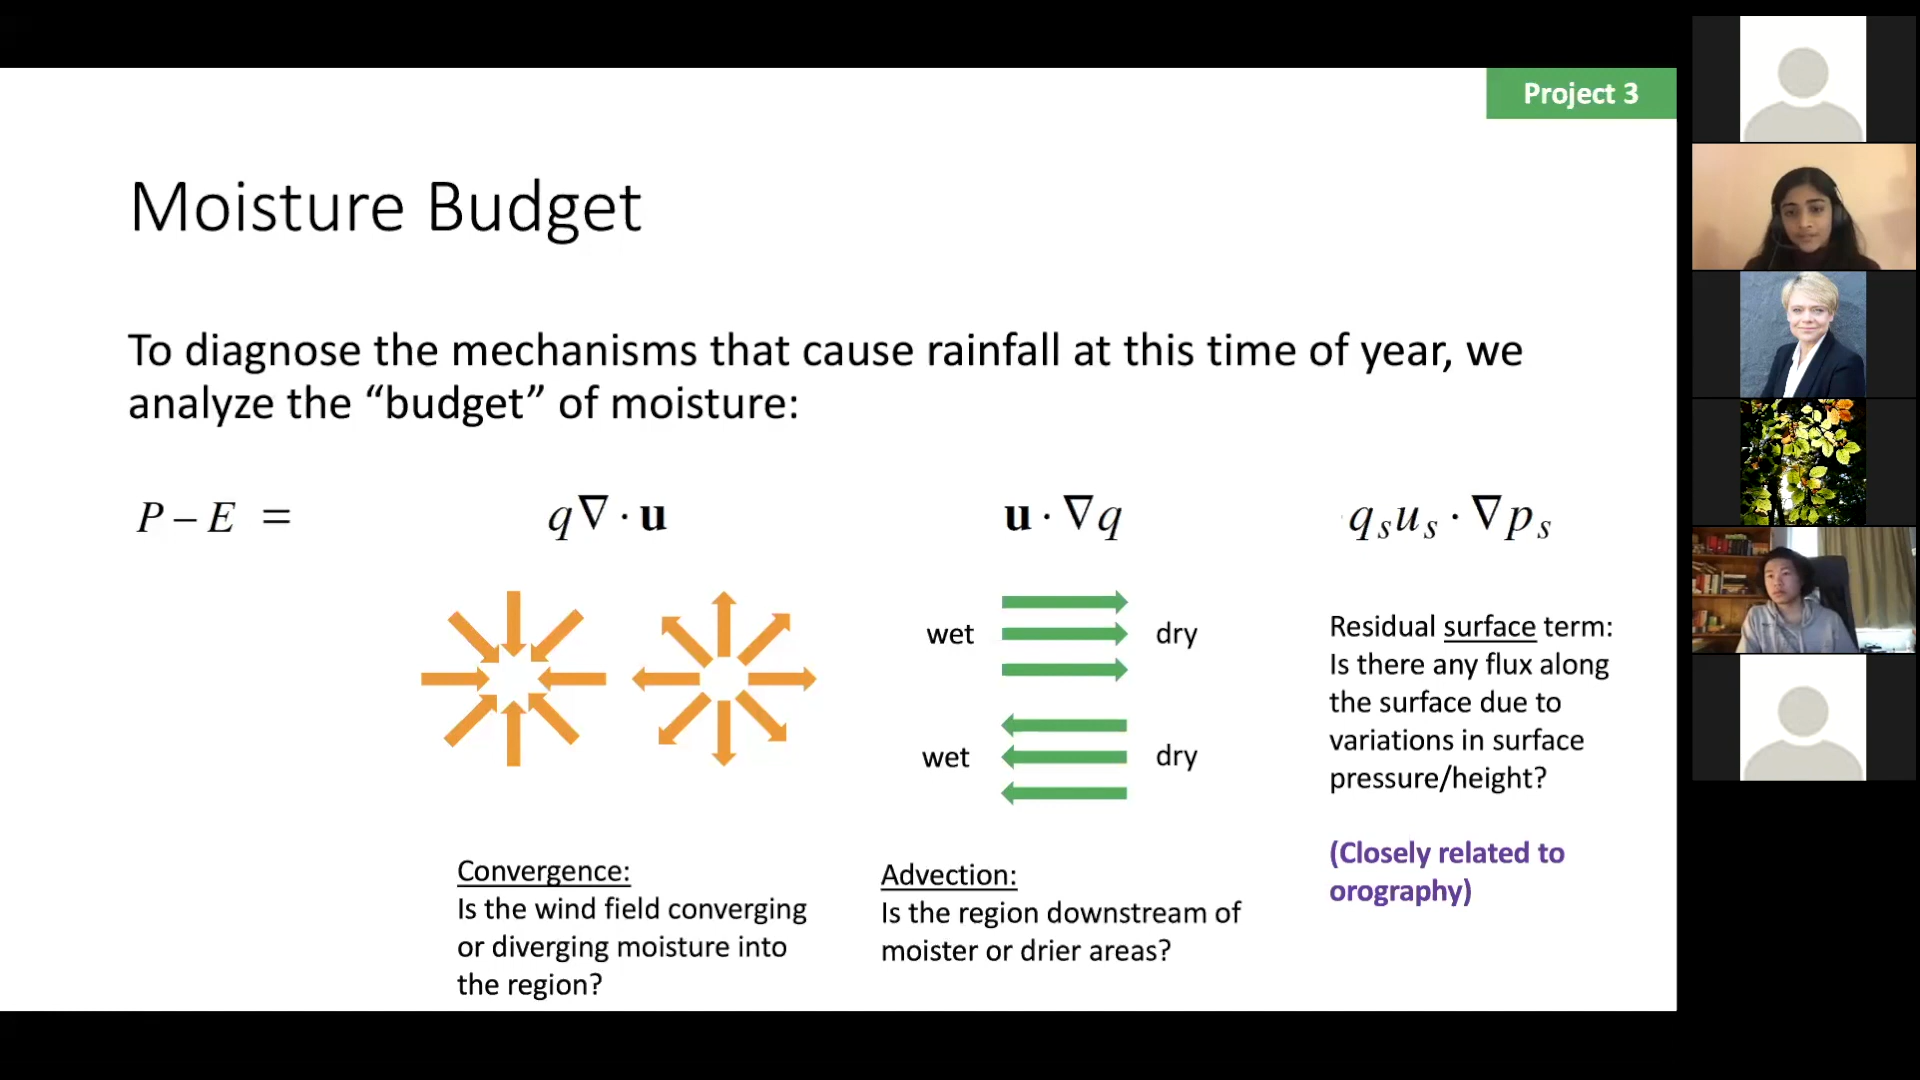 Project 3
Moisture Budget
To diagnose the mechanisms that cause rainfall at this time of year, we
analyze the “budget” of moisture:
P – E = q∇ · u u · ∇q qₛuₛ · ∇pₛ
wet dry
wet dry
Convergence:
Is the wind field converging
or diverging moisture into
the region?
Advection:
Is the region downstream of
moister or drier areas?
Residual surface term:
Is there any flux along
the surface due to
variations in surface
pressure/height?
(Closely related to
orography)